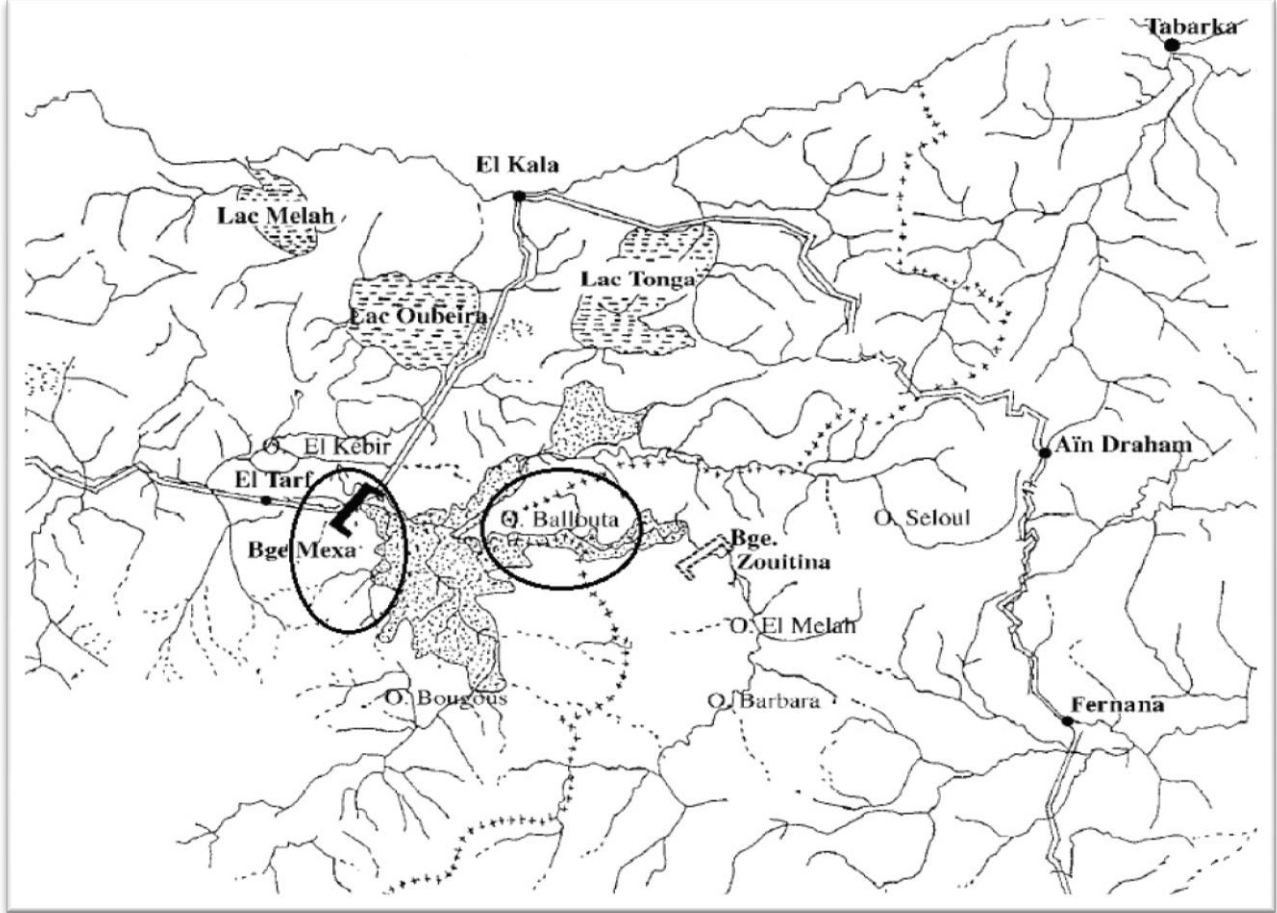 Tabarka
El Kala
Lac Melah
Lac Tonga
Lac Oubeira
O. El Kébir
Aïn Draham
El Tarf
O. Ballouta
O. Seloul
Bge Mexa
Bge.
Zouitina
O. El Melah
O. Bougous
O. Barbara
Fernana